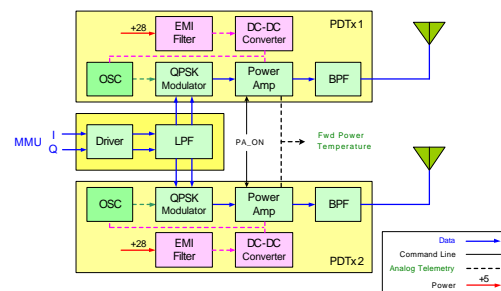 PDTx1
+28
EMI
Filter
DC-DC
Converter
OSC
QPSK
Modulator
Power
Amp
BPF
MMU
I
Q
Driver
LPF
PA_ON
Fwd Power
Temperature
OSC
QPSK
Modulator
Power
Amp
BPF
+28
EMI
Filter
DC-DC
Converter
PDTx2
Data
Command Line
Analog Telemetry
Power
+5